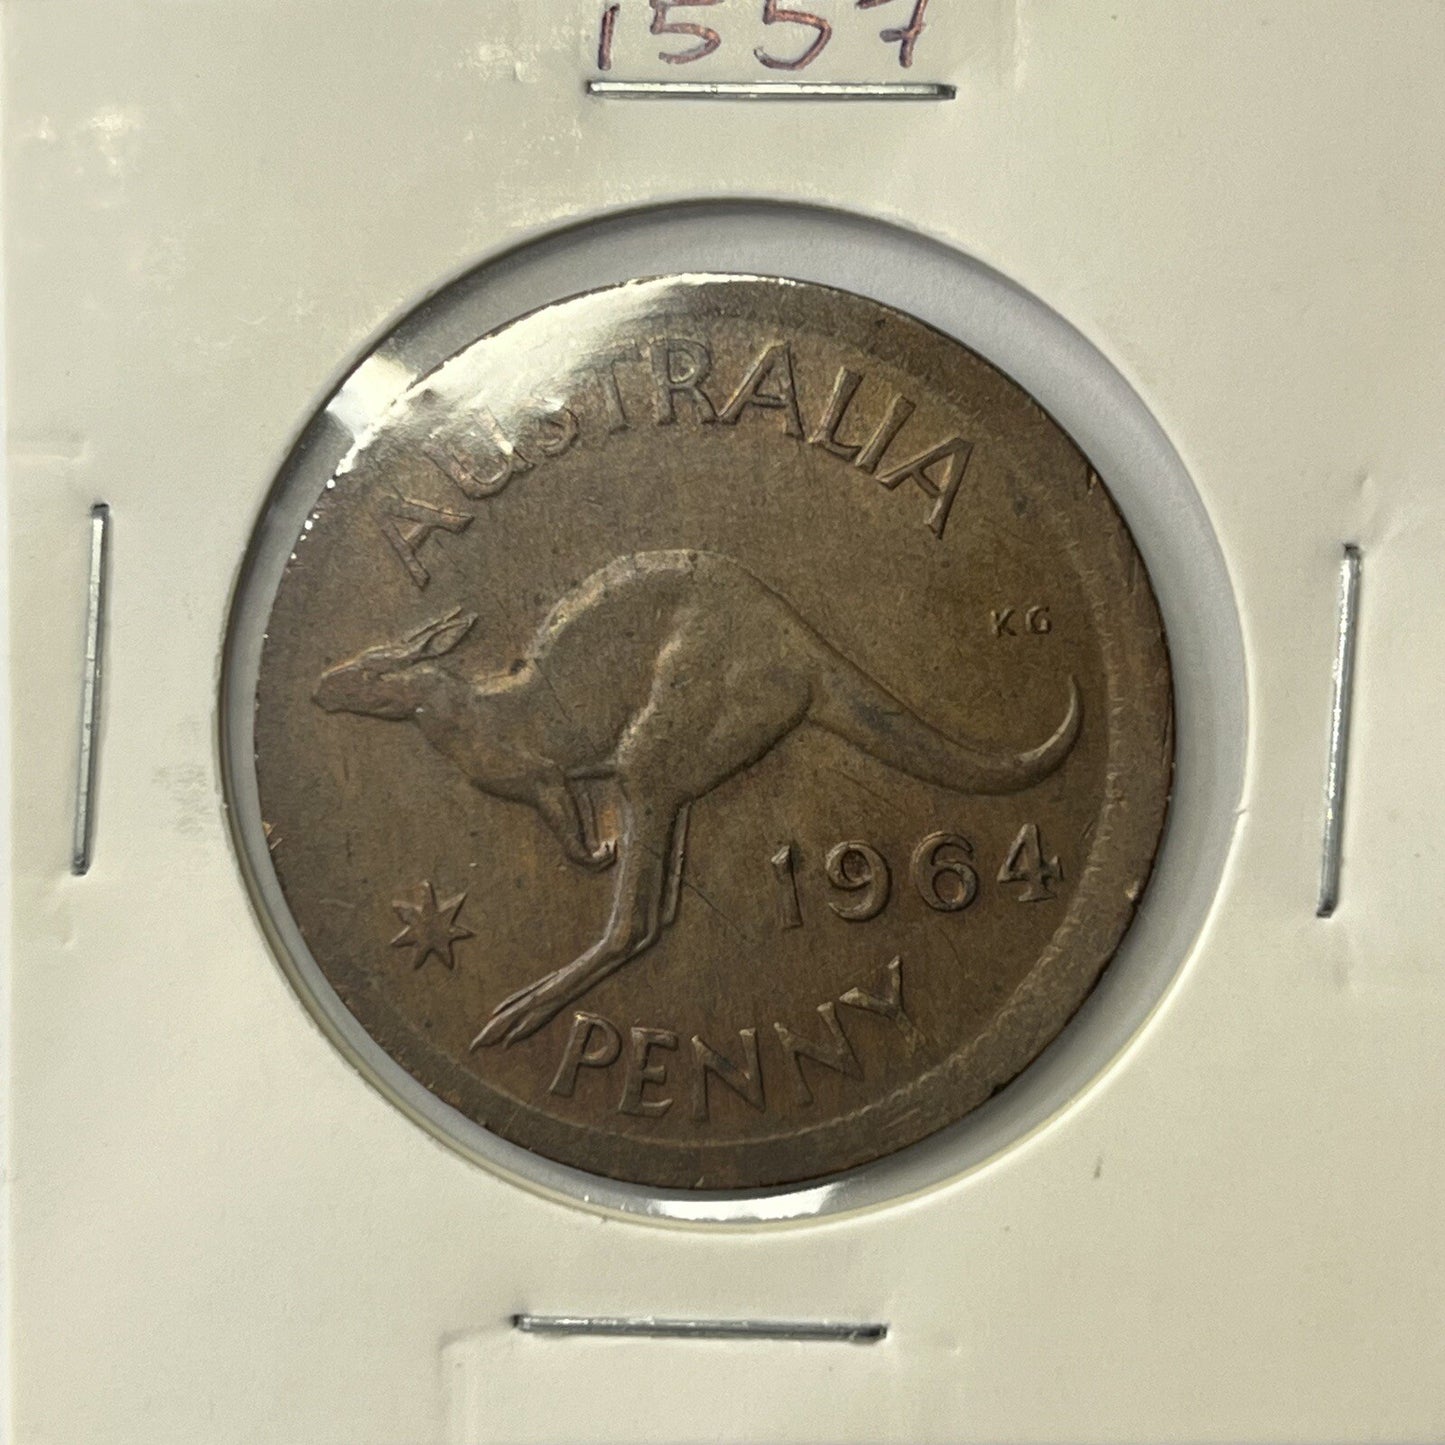 1557
AUSTRALIA
KG
1964
PENNY